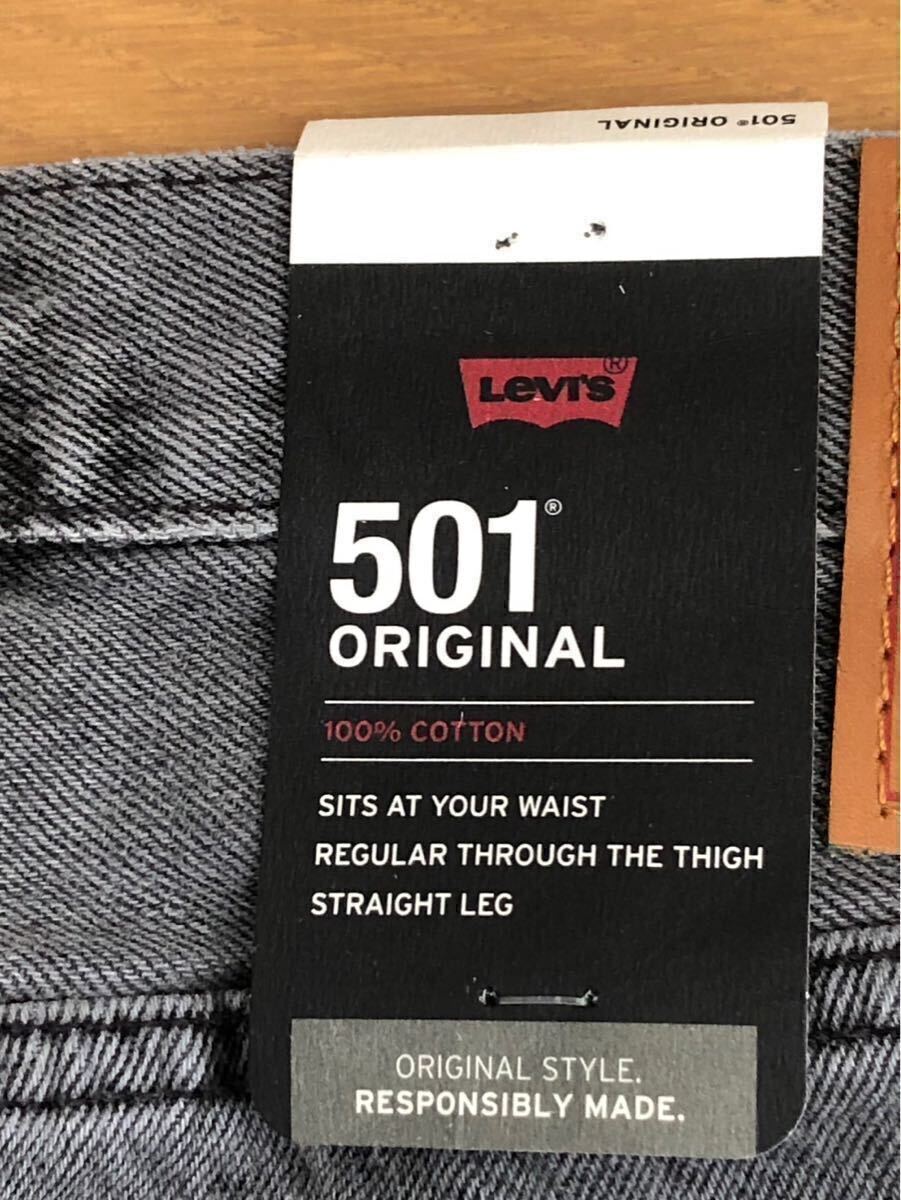 501® ORIGINAL
Levi's®
501®
ORIGINAL
100% COTTON
SITS AT YOUR WAIST
REGULAR THROUGH THE THIGH
STRAIGHT LEG
ORIGINAL STYLE.
RESPONSIBLY MADE.